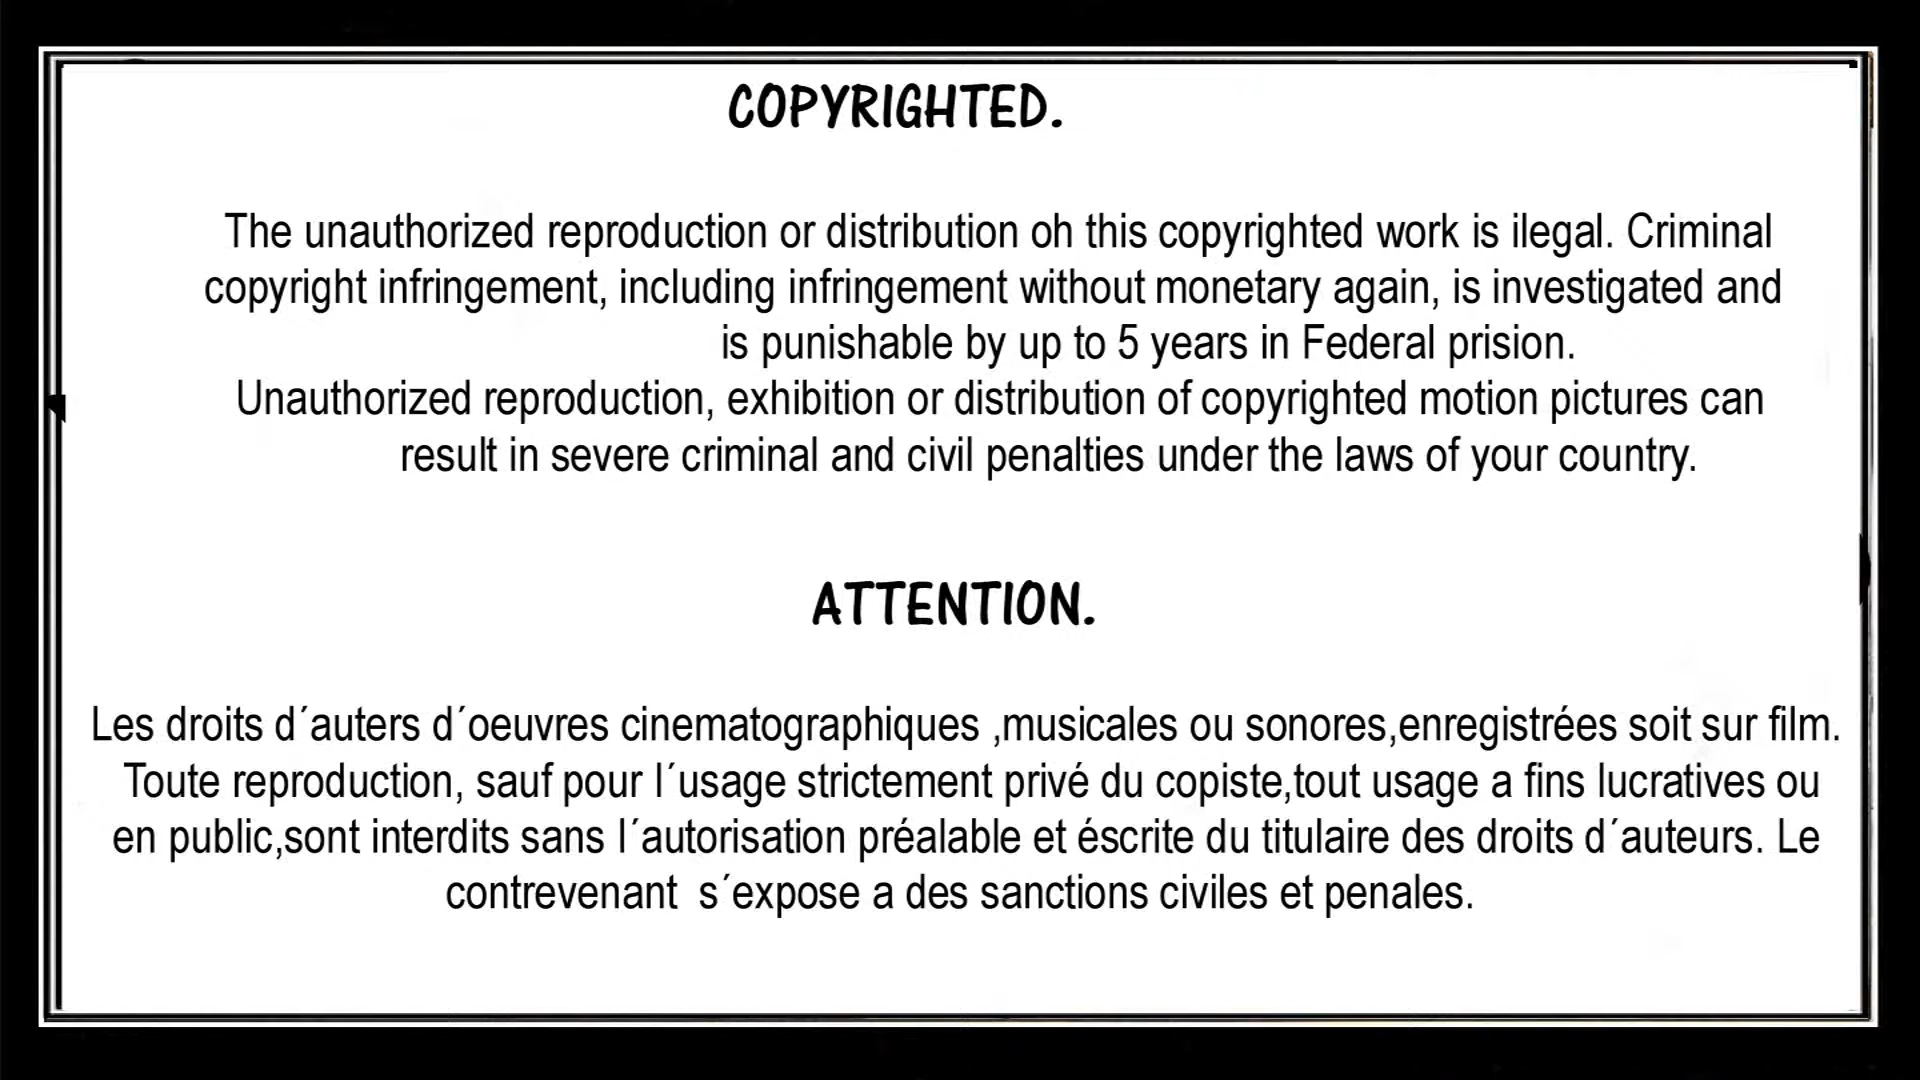 COPYRIGHTED.
The unauthorized reproduction or distribution oh this copyrighted work is ilegal. Criminal
copyright infringement, including infringement without monetary again, is investigated and
is punishable by up to 5 years in Federal prision.
Unauthorized reproduction, exhibition or distribution of copyrighted motion pictures can
result in severe criminal and civil penalties under the laws of your country.
ATTENTION.
Les droits d´auters d´oeuvres cinematographiques ,musicales ou sonores,enregistrées soit sur film.
Toute reproduction, sauf pour l´usage strictement privé du copiste,tout usage a fins lucratives ou
en public,sont interdits sans l´autorisation préalable et éscrite du titulaire des droits d´auteurs. Le
contrevenant  s´expose a des sanctions civiles et penales.